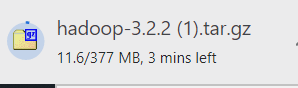 hadoop-3.2.2 (1).tar.gz
11.6/377 MB, 3 mins left